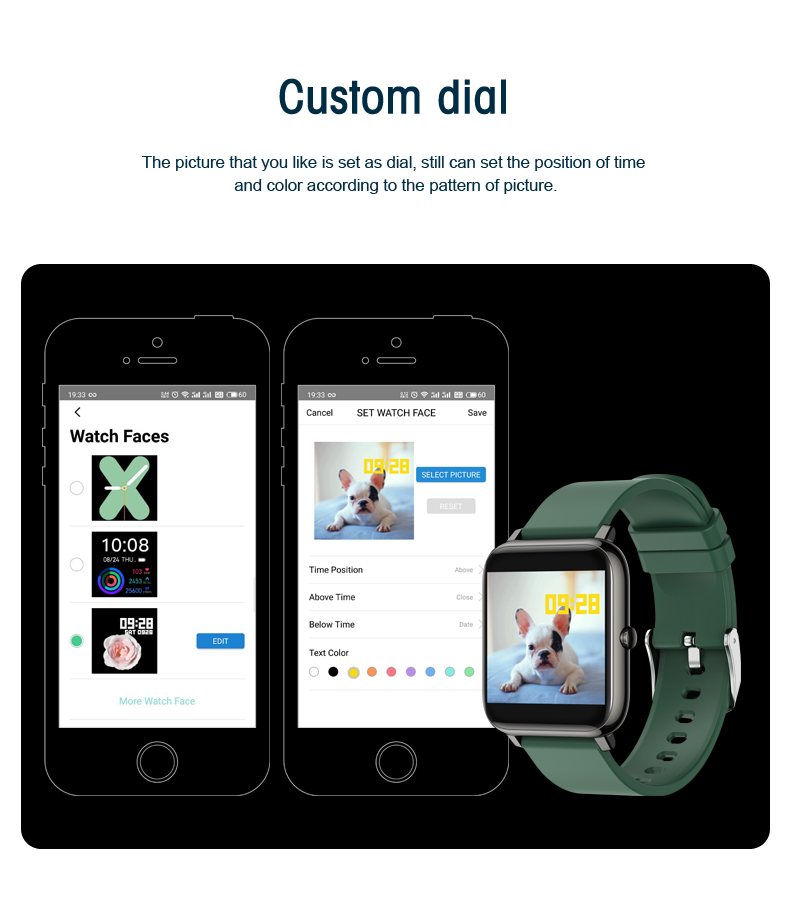 Custom dial
The picture that you like is set as dial, still can set the position of time
and color according to the pattern of picture.
19:33
60
Watch Faces
10:08
08/24 THU.
103
2453
25600
09:28
SAT 0928
EDIT
More Watch Face
19:33
60
Cancel SET WATCH FACE Save
09:28
SELECT PICTURE
RESET
Time Position Above
Above Time Close
Below Time Date
Text Color
09:28